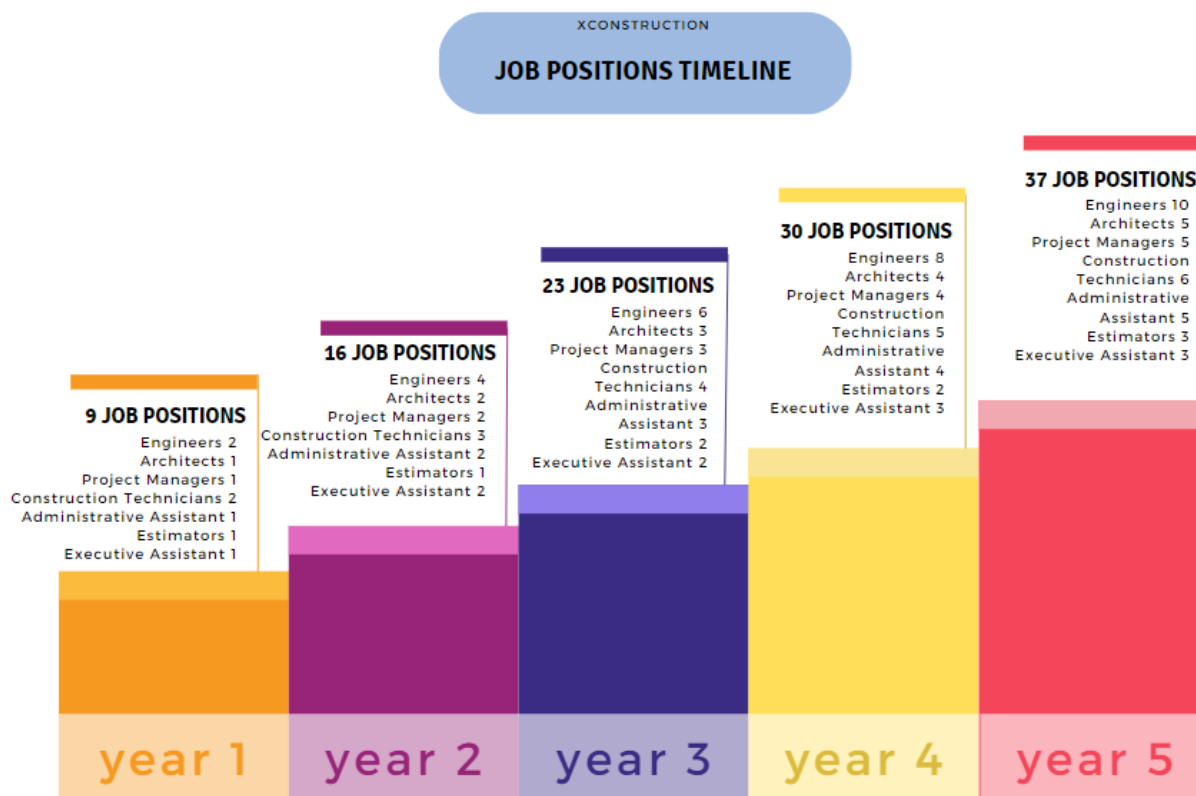 XCONSTRUCTION
JOB POSITIONS TIMELINE
9 JOB POSITIONS
Engineers 2
Architects 1
Project Managers 1
Construction Technicians 2
Administrative Assistant 1
Estimators 1
Executive Assistant 1
year 1
16 JOB POSITIONS
Engineers 4
Architects 2
Project Managers 2
Construction Technicians 3
Administrative Assistant 2
Estimators 1
Executive Assistant 2
year 2
23 JOB POSITIONS
Engineers 6
Architects 3
Project Managers 3
Construction
Technicians 4
Administrative
Assistant 3
Estimators 2
Executive Assistant 2
year 3
30 JOB POSITIONS
Engineers 8
Architects 4
Project Managers 4
Construction
Technicians 5
Administrative
Assistant 4
Estimators 2
Executive Assistant 3
year 4
37 JOB POSITIONS
Engineers 10
Architects 5
Project Managers 5
Construction
Technicians 6
Administrative
Assistant 5
Estimators 3
Executive Assistant 3
year 5